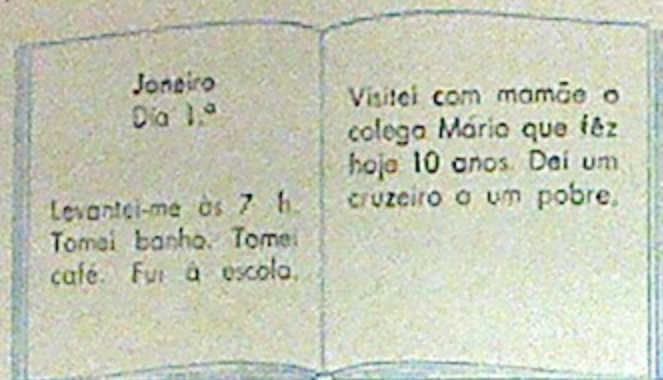 Janeiro
Dia 1.º
Levantei-me às 7 h.
Tomei banho. Tomei
café. Fui à escola.
Visitei com mamãe o
colega Mário que fêz
hoje 10 anos. Dei um
cruzeiro a um pobre.